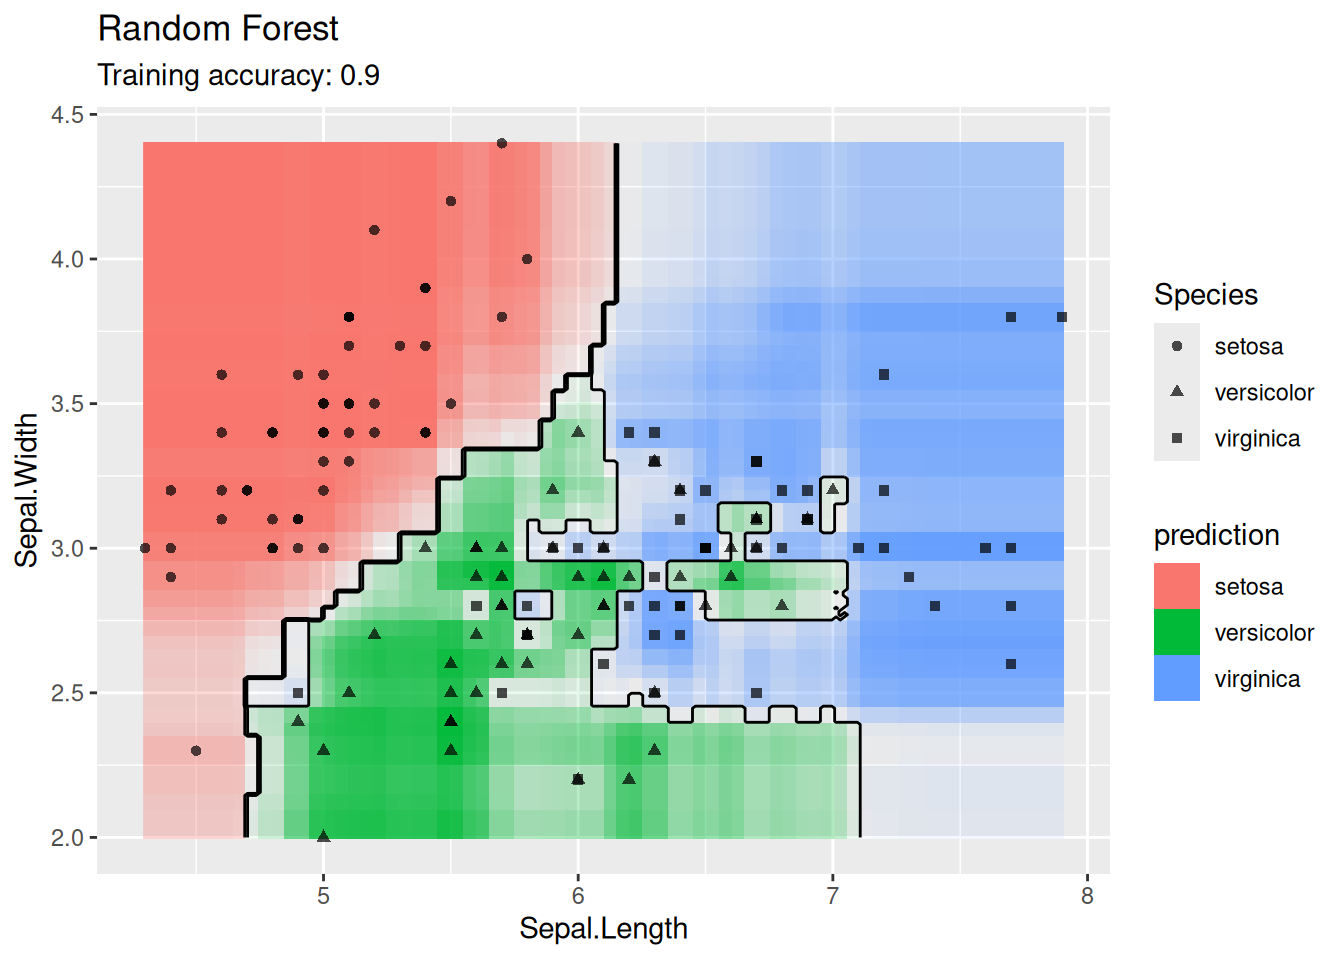 Random Forest
Training accuracy: 0.9
4.5
4.0
3.5
3.0
2.5
2.0
Sepal.Width
5
6
7
8
Sepal.Length
Species
setosa
versicolor
virginica
prediction
setosa
versicolor
virginica